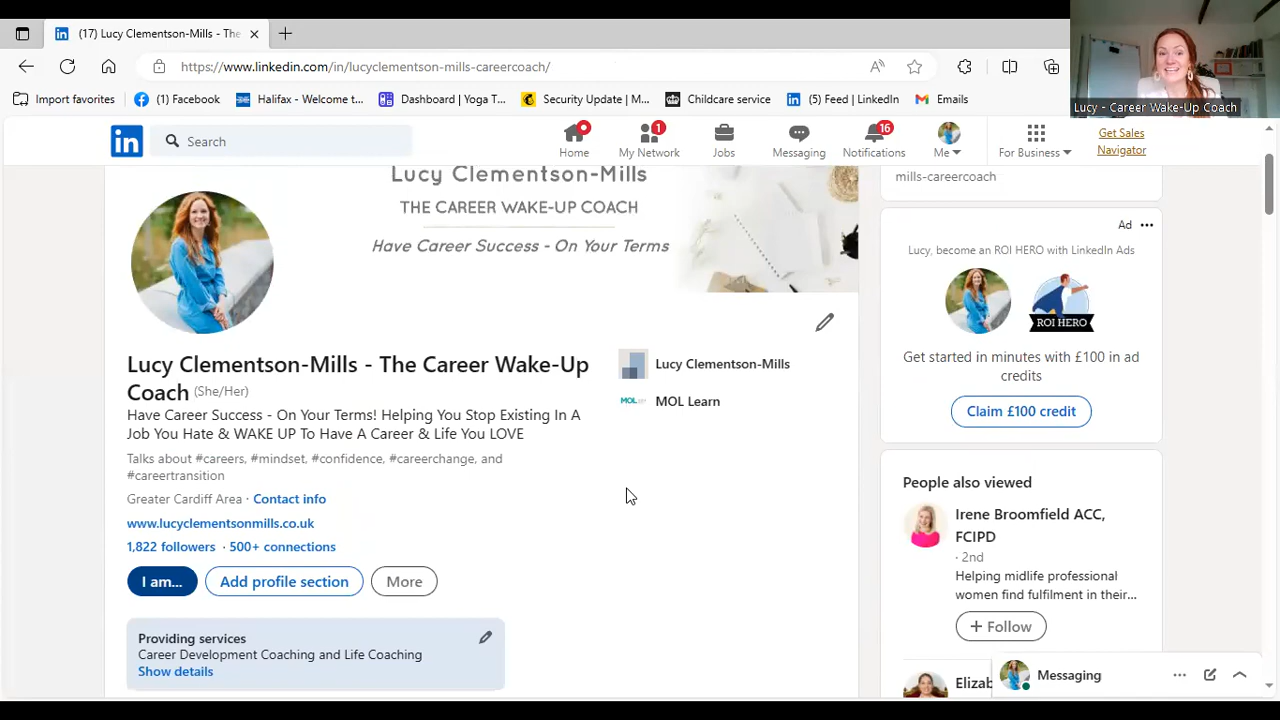 (17) Lucy Clementson-Mills - The
https://www.linkedin.com/in/lucyclementson-mills-careercoach/
Lucy - Career Wake-Up Coach
Import favorites
(1) Facebook
Halifax - Welcome t...
Dashboard | Yoga T...
Security Update | M...
Childcare service
(5) Feed | LinkedIn
Emails
in
Search
Home
1
My Network
Jobs
Messaging
16
Notifications
Me
For Business
Get Sales
Navigator
Lucy Clementson-Mills
THE CAREER WAKE-UP COACH
Have Career Success - On Your Terms
Lucy Clementson-Mills - The Career Wake-Up
Coach (She/Her)
Have Career Success - On Your Terms! Helping You Stop Existing In A
Job You Hate & WAKE UP To Have A Career & Life You LOVE
Talks about #careers, #mindset, #confidence, #careerchange, and
#careertransition
Greater Cardiff Area · Contact info
www.lucyclementsonmills.co.uk
1,822 followers · 500+ connections
I am...
Add profile section
More
Providing services
Career Development Coaching and Life Coaching
Show details
Lucy Clementson-Mills
MOL Learn
mills-careercoach
Ad
Lucy, become an ROI HERO with LinkedIn Ads
ROI HERO
Get started in minutes with £100 in ad
credits
Claim £100 credit
People also viewed
Irene Broomfield ACC,
FCIPD
· 2nd
Helping midlife professional
women find fulfilment in their...
+ Follow
Elizab
Messaging